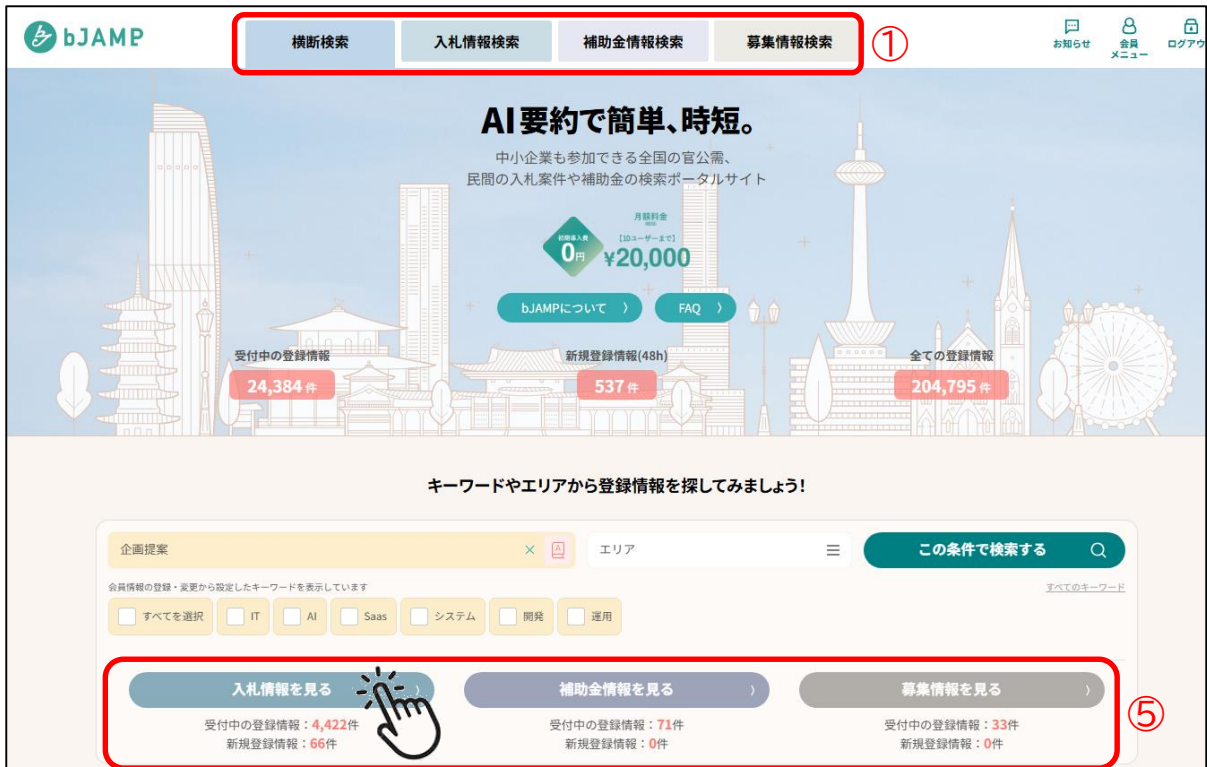 bJAMP
横断検索
入札情報検索
補助金情報検索
募集情報検索
①
お知らせ
会員
メニュー
ログアウ
AI要約で簡単、時短。
中小企業も参加できる全国の官公需、
民間の入札案件や補助金の検索ポータルサイト
初期導入費
0円
月額料金
【10ユーザーまで】
¥20,000
bJAMPについて 〉
FAQ 〉
受付中の登録情報
24,384 件
新規登録情報(48h)
537 件
全ての登録情報
204,795 件
キーワードやエリアから登録情報を探してみましょう!
企画提案
エリア
この条件で検索する
会員情報の登録・変更から設定したキーワードを表示しています
すべてのキーワード
すべてを選択
IT
AI
Saas
システム
開発
運用
入札情報を見る 〉
補助金情報を見る 〉
募集情報を見る 〉
⑤
受付中の登録情報:4,422件
新規登録情報:66件
受付中の登録情報:71件
新規登録情報:0件
受付中の登録情報:33件
新規登録情報:0件